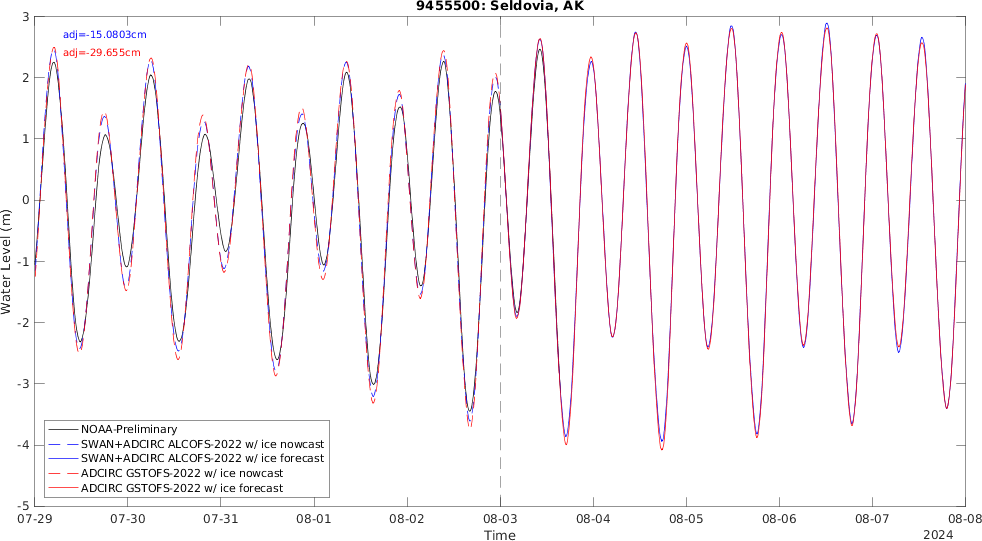 9455500: Seldovia, AK
adj=-15.0803cm
adj=-29.655cm
3
2
1
0
-1
-2
-3
-4
-5
Water Level (m)
NOAA-Preliminary
SWAN+ADCIRC ALCOFS-2022 w/ ice nowcast
SWAN+ADCIRC ALCOFS-2022 w/ ice forecast
ADCIRC GSTOFS-2022 w/ ice nowcast
ADCIRC GSTOFS-2022 w/ ice forecast
07-29 07-30 07-31 08-01 08-02 08-03 08-04 08-05 08-06 08-07 08-08
Time
2024